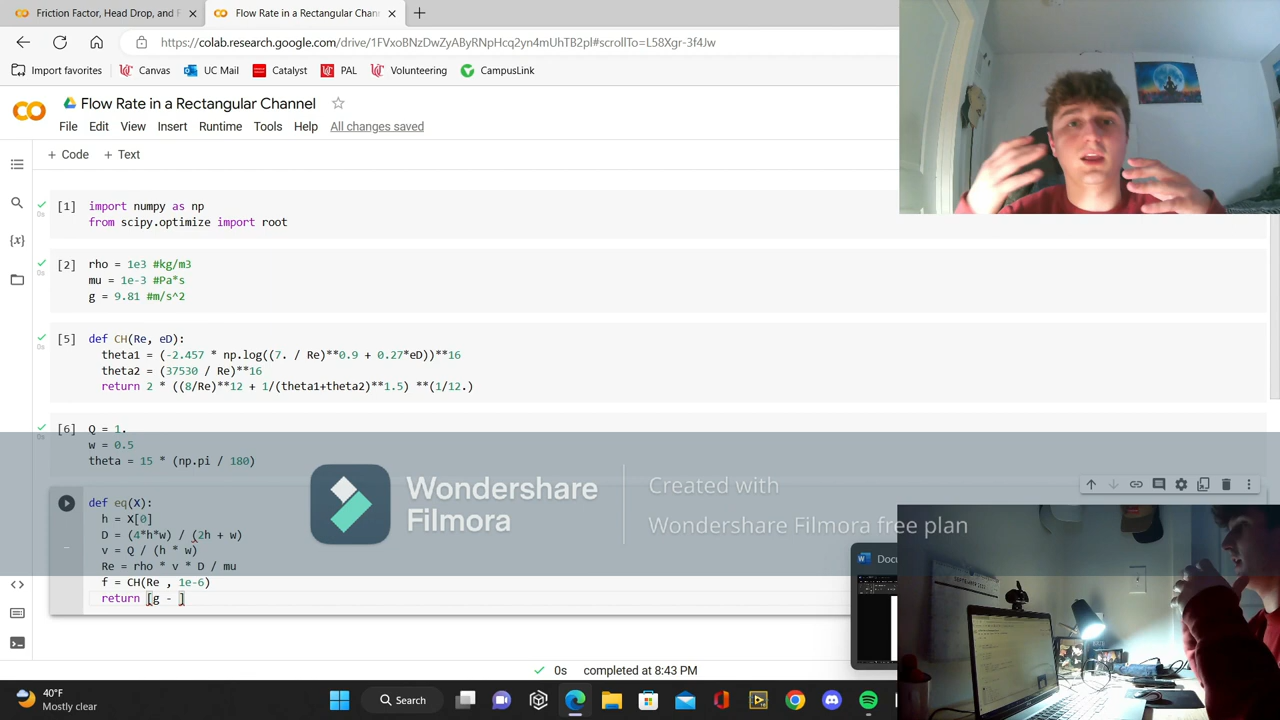 Factor, Head Drop, and
Flow Rate in a Rectangular
https://colab.research.google.com/drive/1FVxoBNzDwZyAByRNpHcq2yn4mUhTB2pl#scrollTo=L58Xgr-3f4Jw
Import favorites Canvas UC Mail Catalyst PAL Volunteering CampusLink
Flow Rate in a Rectangular Channel
File Edit View Insert Runtime Tools Help All changes saved
+ Code + Text
[1] import numpy as np
from scipy.optimize import root
[2] rho = 1e3 #kg/m3
mu = 1e-3 #Pa*s
g = 9.81 #m/s^2
[5] def CH(Re, eD):
theta1 = (-2.457 * np.log((7. / Re)**0.9 + 0.27*eD))**16
theta2 = (37530 / Re)**16
return 2 * ((8/Re)**12 + 1/(theta1+theta2)**1.5) **(1/12.)
[6] Q = 1.
w = 0.5
theta = 15 * (np.pi / 180)
def eq(X):
h = X[0]
D = (4*h*w) / (2h + w)
v = Q / (h * w)
Re = rho * v * D / mu
f = CH(Re , 1e-6)
return [g - ]
Wondershare
Filmora
Created with
Wondershare Filmora free plan
Docu
0s completed at 8:43 PM
40°F
Mostly clear
Search